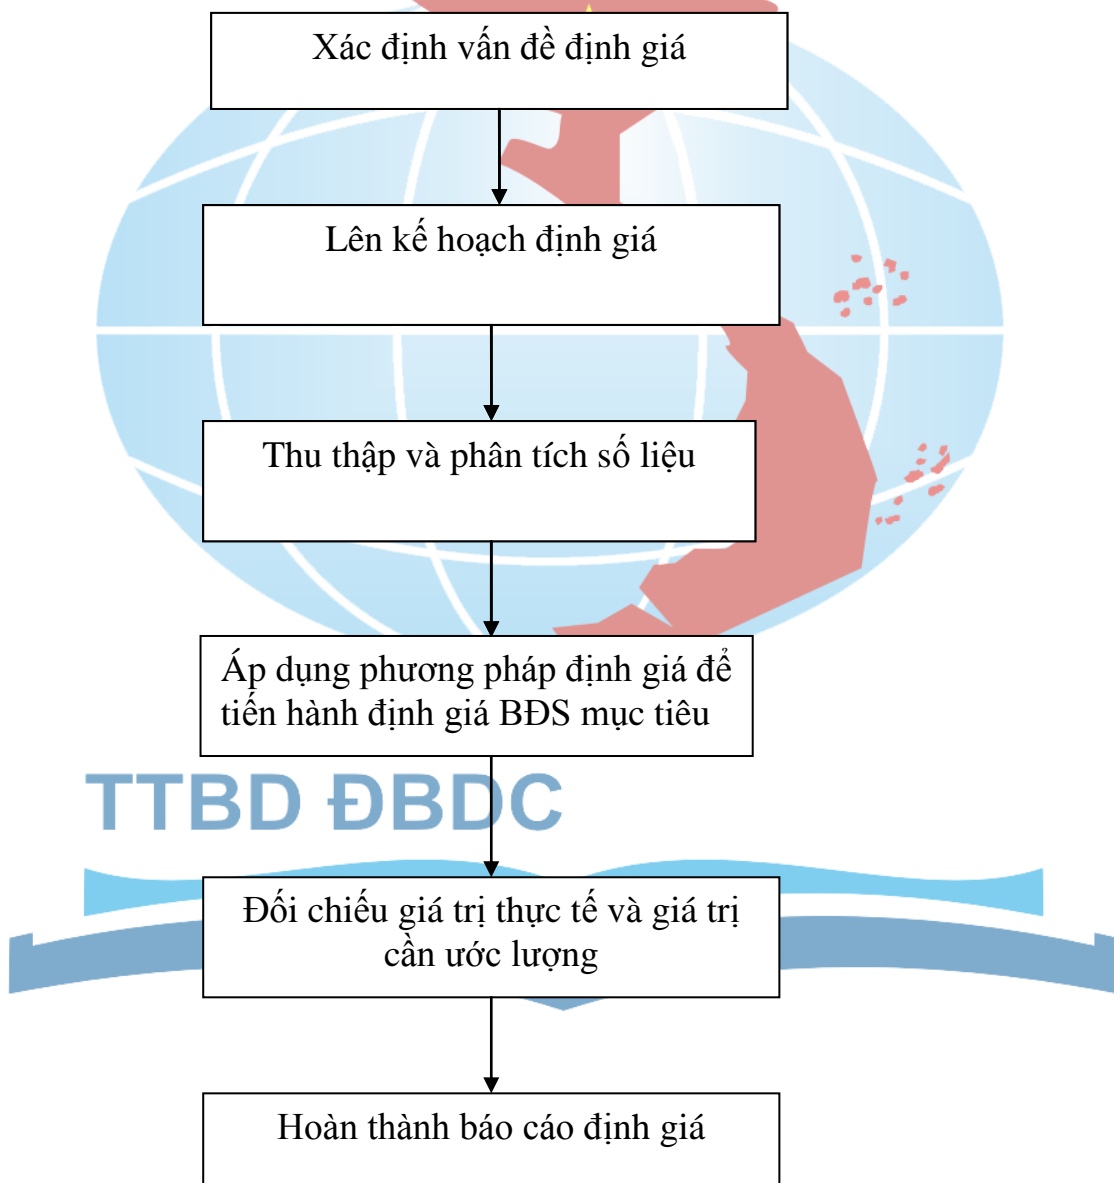 Xác định vấn đề định giá
Lên kế hoạch định giá
Thu thập và phân tích số liệu
Áp dụng phương pháp định giá để
tiến hành định giá BĐS mục tiêu
TTBD ĐBDC
Đối chiếu giá trị thực tế và giá trị
cần ước lượng
Hoàn thành báo cáo định giá